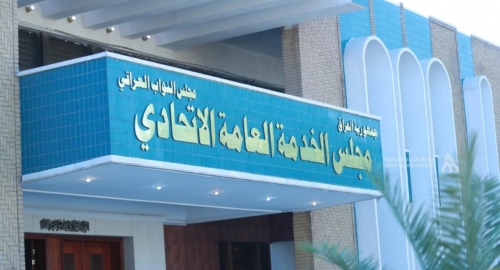 جمهورية العراق
مجلس النواب العراقي
مجلس الخدمة العامة الاتحادي